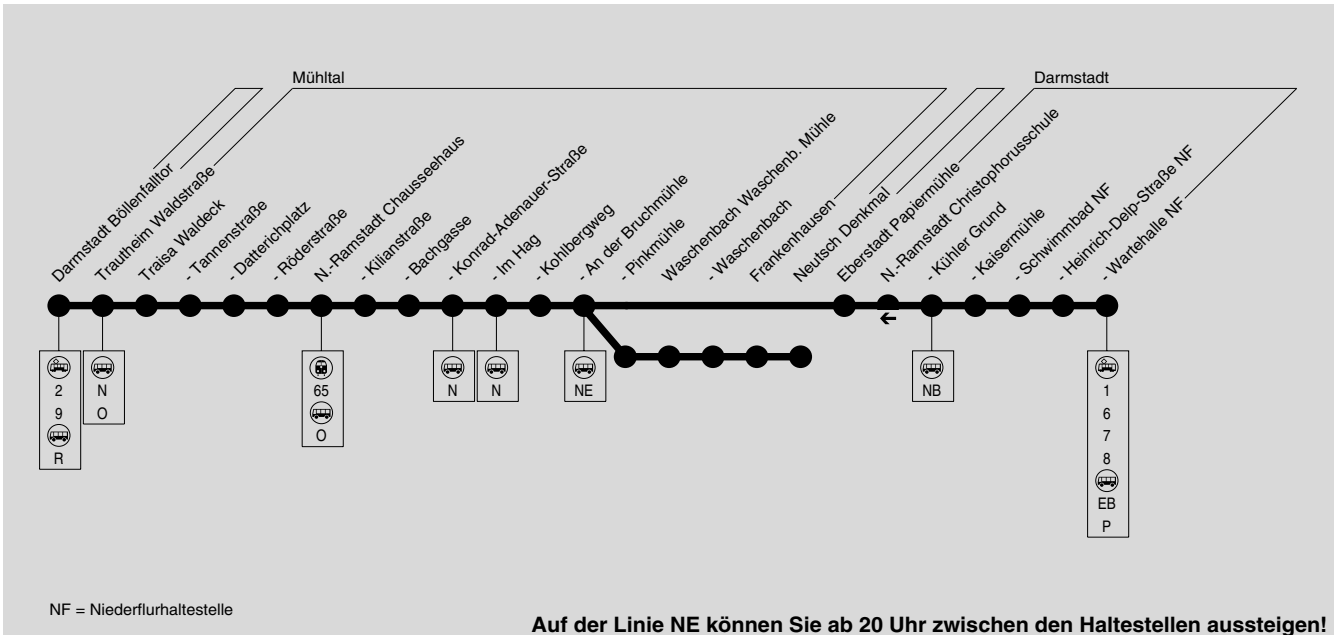 Mühltal
Darmstadt
Darmstadt Böllenfalltor
Trautheim Waldstraße
Traisa Waldeck
- Tannenstraße
- Datterichplatz
- Röderstraße
N.-Ramstadt Chausseehaus
- Kilianstraße
- Bachgasse
- Konrad-Adenauer-Straße
- Im Hag
- Kohlbergweg
- An der Bruchmühle
- Pinkmühle
Waschenbach Waschenb. Mühle
- Waschenbach
Frankenhausen
Neutsch Denkmal
Eberstadt Papiermühle
N.-Ramstadt Christophorusschule
- Kühler Grund
- Kaisermühle
- Schwimmbad NF
- Heinrich-Delp-Straße NF
- Wartehalle NF
2
9
R
N
O
65
O
N
N
NE
NB
1
6
7
8
EB
P
NF = Niederflurhaltestelle
Auf der Linie NE können Sie ab 20 Uhr zwischen den Haltestellen aussteigen!